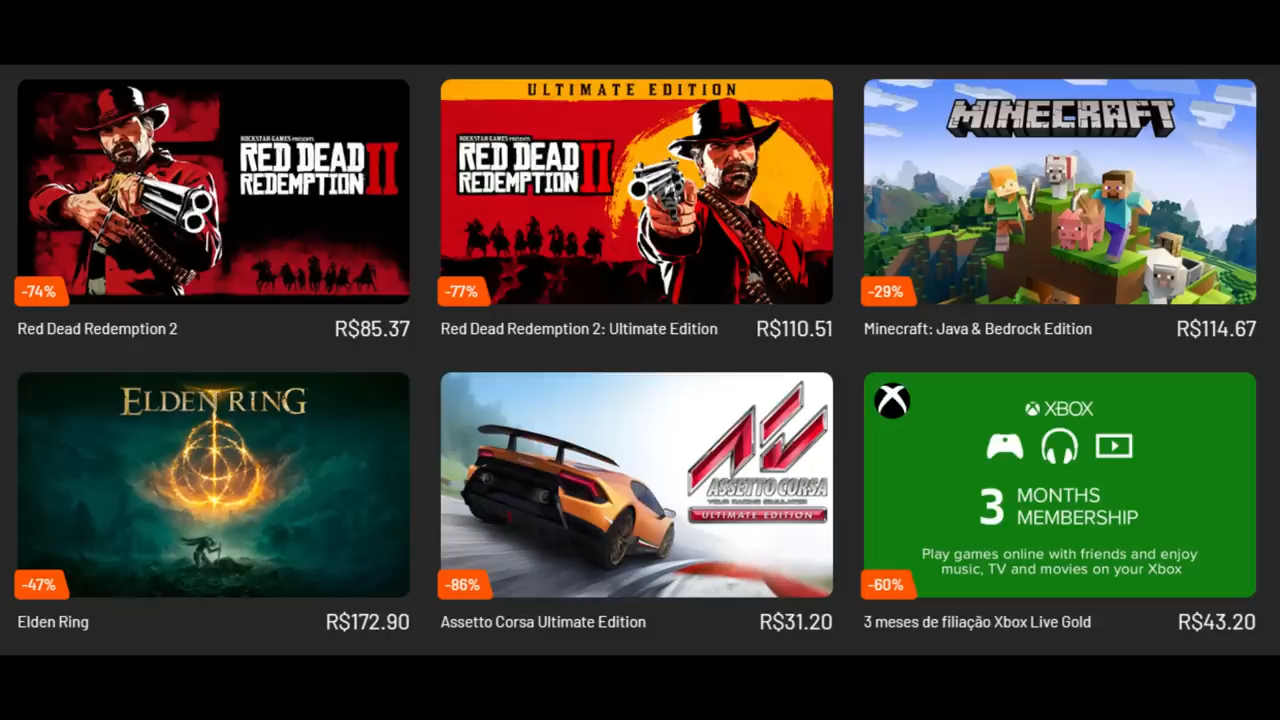 ROCKSTAR GAMES PRESENTS
RED DEAD
REDEMPTION II
-74%
Red Dead Redemption 2
R$85.37
ULTIMATE EDITION
ROCKSTAR GAMES PRESENTS
RED DEAD
REDEMPTION II
-77%
Red Dead Redemption 2: Ultimate Edition
R$110.51
MINECRAFT
-29%
Minecraft: Java & Bedrock Edition
R$114.67
ELDEN RING
-47%
Elden Ring
R$172.90
ASSETTO CORSA
YOUR RACING SIMULATOR
ULTIMATE EDITION
-86%
Assetto Corsa Ultimate Edition
R$31.20
XBOX
3 MONTHS
MEMBERSHIP
Play games online with friends and enjoy
music, TV and movies on your Xbox
-60%
3 meses de filiação Xbox Live Gold
R$43.20